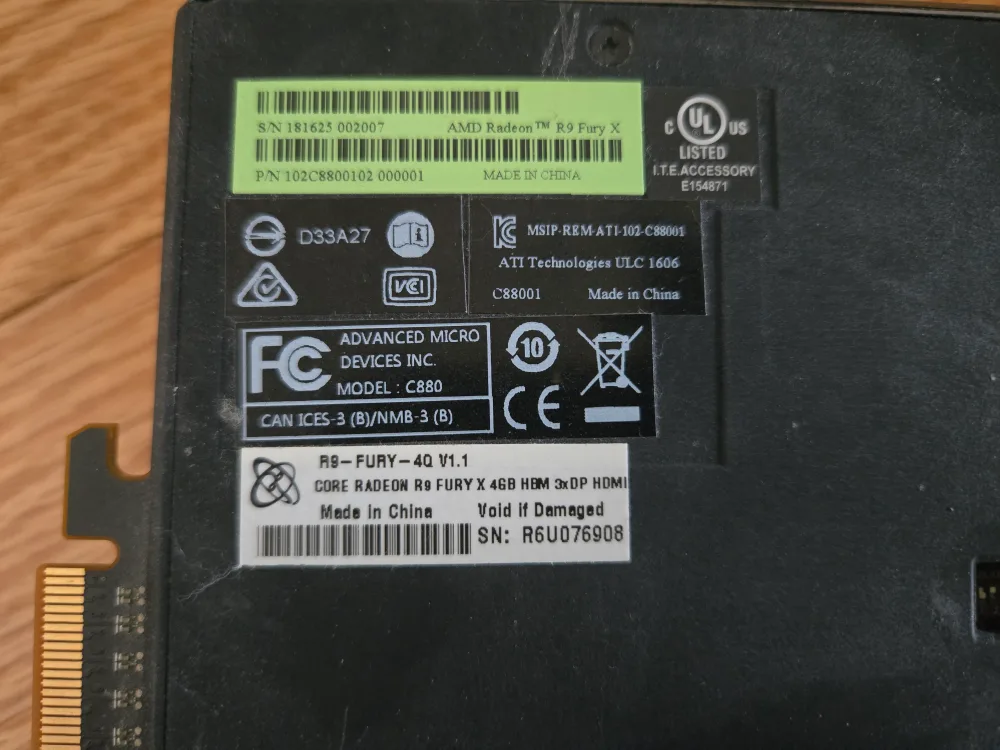 S/N 181625 002007 AMD Radeon™ R9 Fury X
P/N 102C8800102 000001 MADE IN CHINA
C UL US
LISTED
I.T.E.ACCESSORY
E154871
D33A27
VCI
MSIP-REM-ATI-102-C88001
ATI Technologies ULC 1606
C88001 Made in China
FC
ADVANCED MICRO
DEVICES INC.
MODEL : C880
CAN ICES-3 (B)/NMB-3 (B)
10
CE
R9-FURY-4Q V1.1
CORE RADEON R9 FURY X 4GB HBM 3xDP HDMI
Made in China Void if Damaged
SN: R6U076908